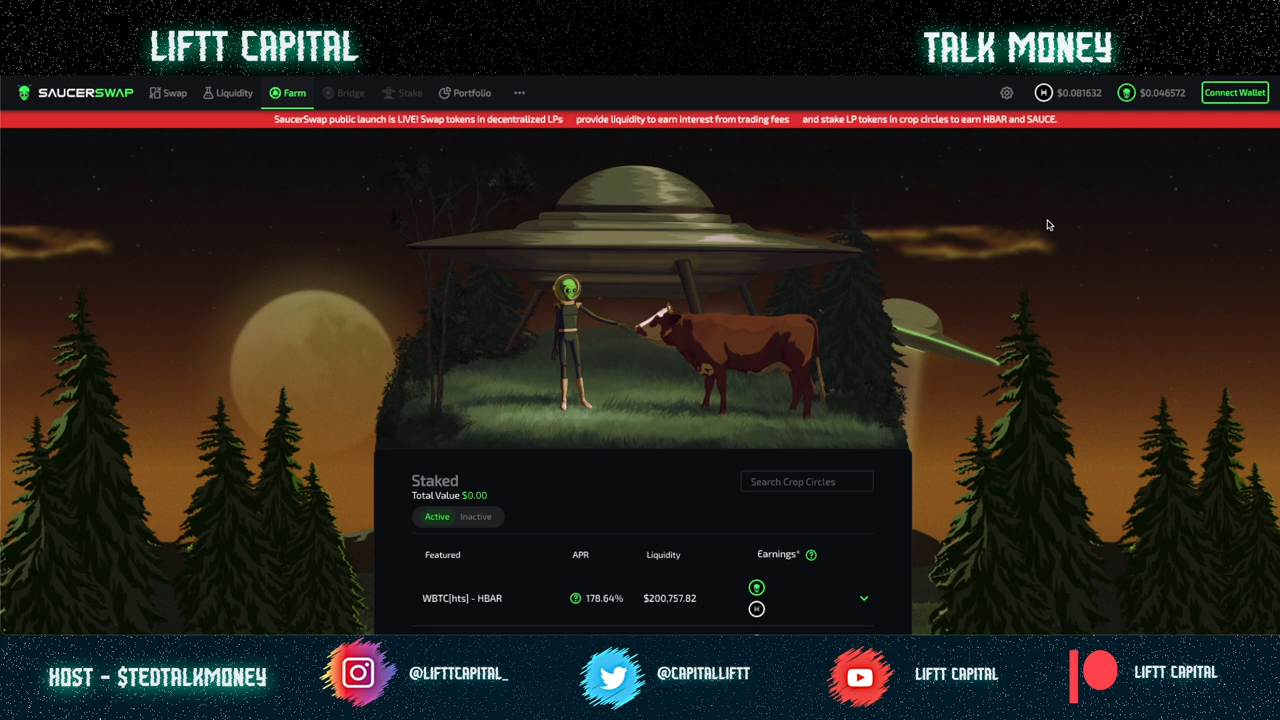 LIFTT CAPITAL
TALK MONEY
SAUCERSWAP Swap Liquidity Farm Bridge Stake Portfolio ••• $0.081632 $0.046572 Connect Wallet
SaucerSwap public launch is LIVE! Swap tokens in decentralized LPs provide liquidity to earn interest from trading fees and stake LP tokens in crop circles to earn HBAR and SAUCE.
Staked
Search Crop Circles
Total Value $0.00
Active Inactive
Featured APR Liquidity Earnings* ?
WBTC[hts] - HBAR ? 178.64% $200,757.82 H
HOST - $TEDTALKMONEY @LIFTTCAPITAL_ @CAPITALLIFTT LIFTT CAPITAL LIFTT CAPITAL